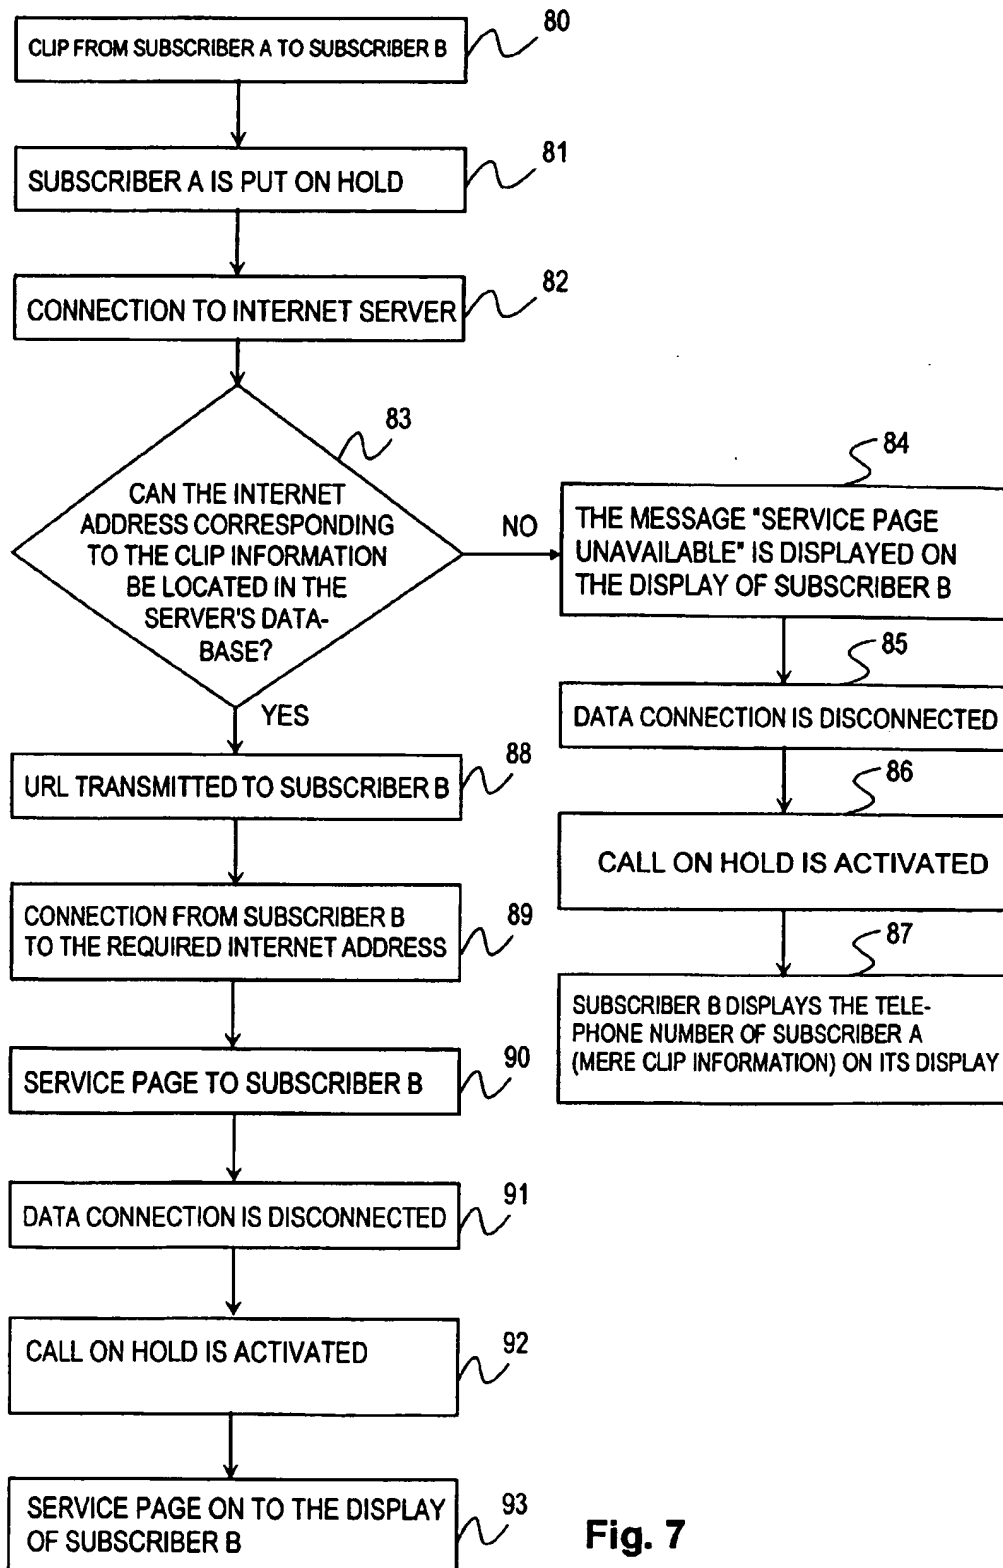 CLIP FROM SUBSCRIBER A TO SUBSCRIBER B
80
SUBSCRIBER A IS PUT ON HOLD
81
CONNECTION TO INTERNET SERVER
82
83
CAN THE INTERNET
ADDRESS CORRESPONDING
TO THE CLIP INFORMATION
BE LOCATED IN THE
SERVER'S DATA-
BASE?
NO
YES
84
THE MESSAGE "SERVICE PAGE
UNAVAILABLE" IS DISPLAYED ON
THE DISPLAY OF SUBSCRIBER B
85
DATA CONNECTION IS DISCONNECTED
86
CALL ON HOLD IS ACTIVATED
87
SUBSCRIBER B DISPLAYS THE TELE-
PHONE NUMBER OF SUBSCRIBER A
(MERE CLIP INFORMATION) ON ITS DISPLAY
URL TRANSMITTED TO SUBSCRIBER B
88
CONNECTION FROM SUBSCRIBER B
TO THE REQUIRED INTERNET ADDRESS
89
SERVICE PAGE TO SUBSCRIBER B
90
DATA CONNECTION IS DISCONNECTED
91
CALL ON HOLD IS ACTIVATED
92
SERVICE PAGE ON TO THE DISPLAY
OF SUBSCRIBER B
93
Fig. 7